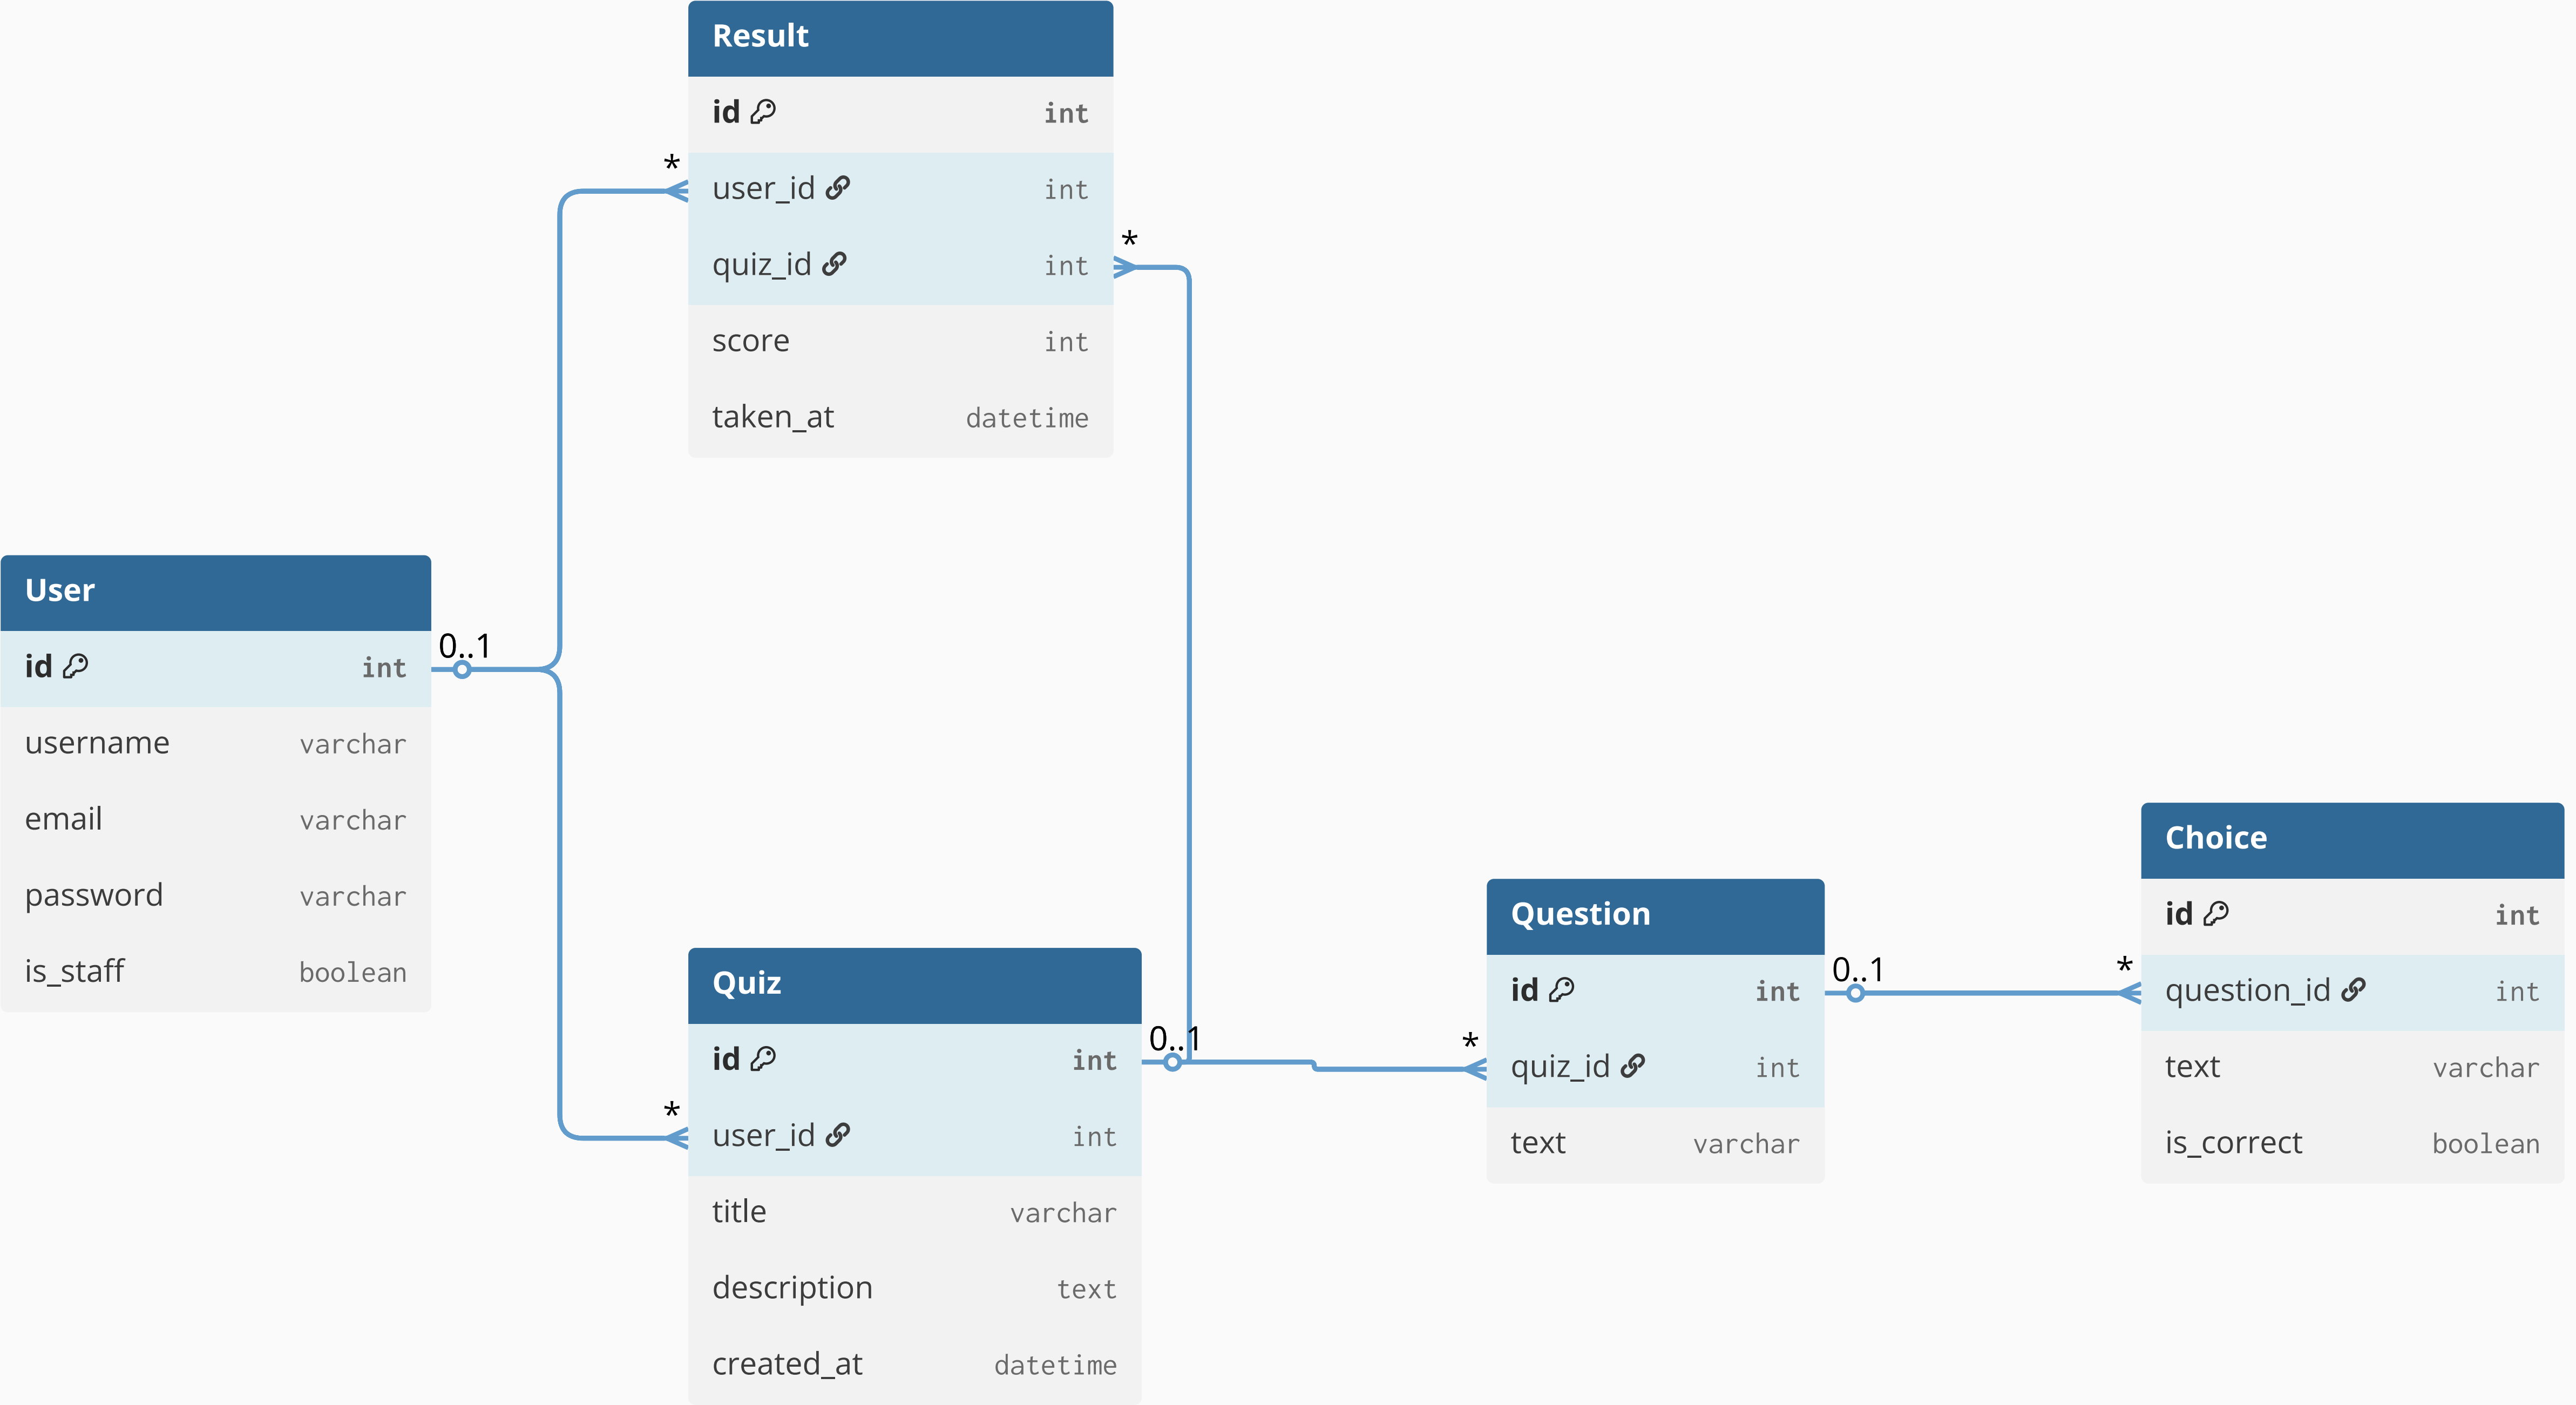 Result
id int
* user_id int
quiz_id int *
score int
taken_at datetime
User
id int 0..1
username varchar
email varchar
password varchar
is_staff boolean
Quiz
id int 0..1
* user_id int
title varchar
description text
created_at datetime
Question
id int 0..1
* quiz_id int
text varchar
Choice
id int
* question_id int
text varchar
is_correct boolean